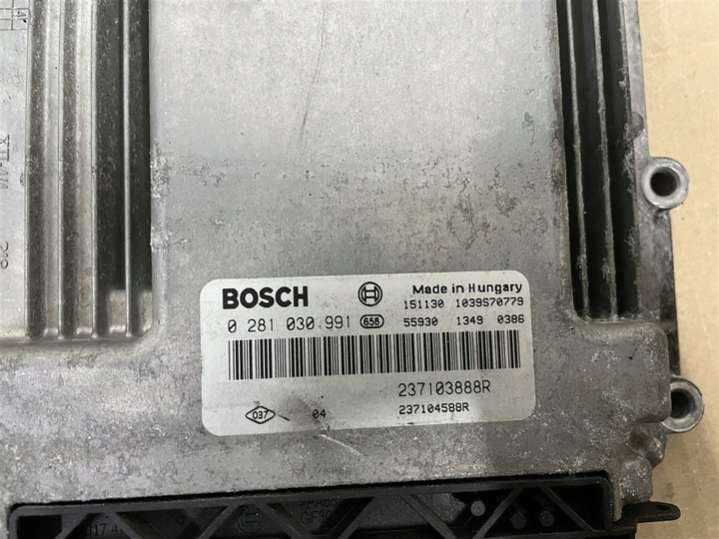 BOSCH Made in Hungary
151130 1039S70779
0 281 030 991 658 55930 1349 0386
237103888R
037 04 237104588R